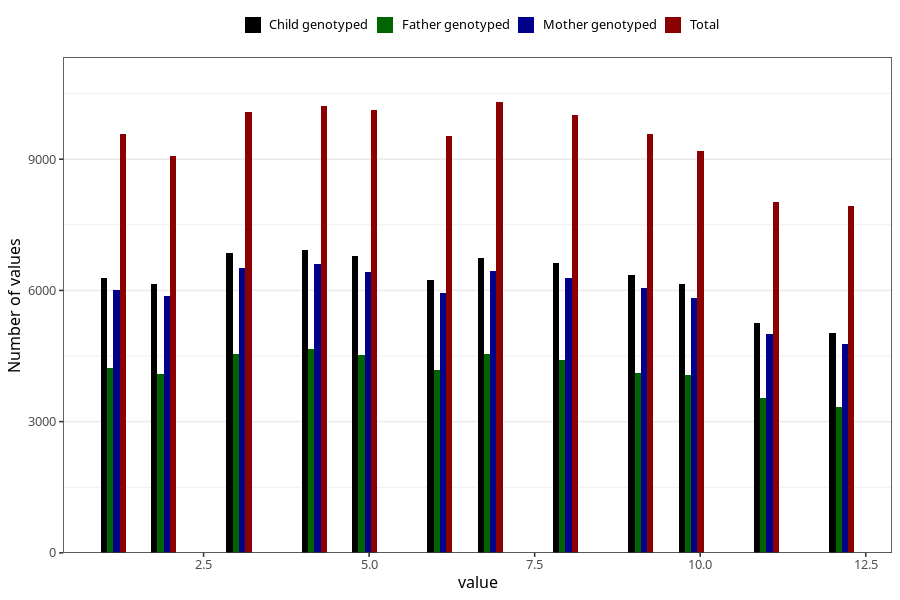 Child genotyped Father genotyped Mother genotyped Total
Number of values
9000
6000
3000
0
2.5 5.0 7.5 10.0 12.5
value